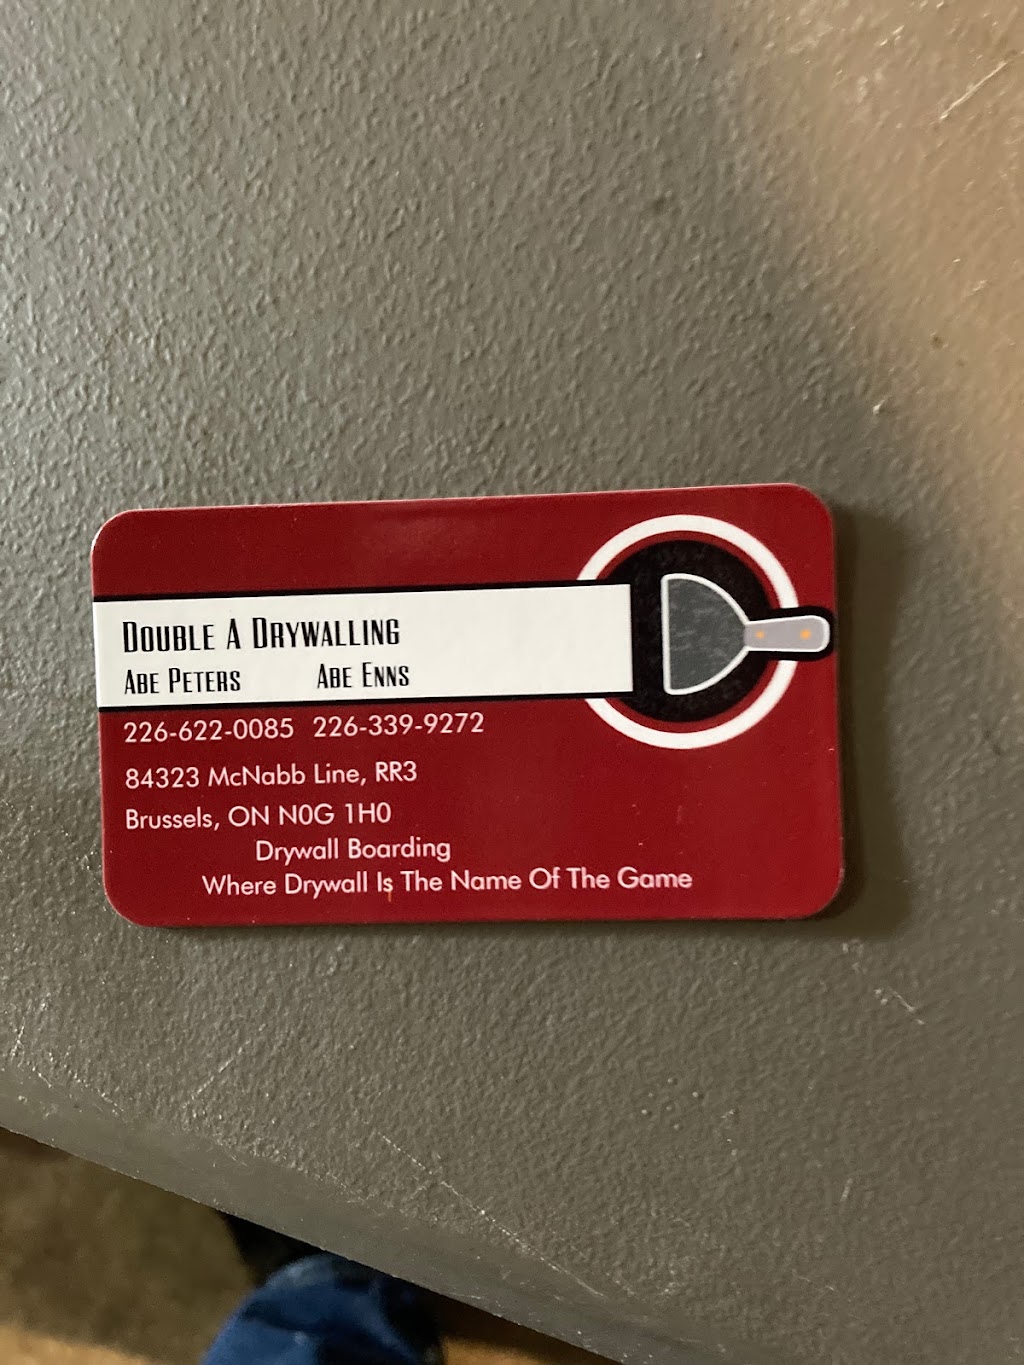 Double A Drywalling
Abe Peters Abe Enns
226-622-0085 226-339-9272
84323 McNabb Line, RR3
Brussels, ON N0G 1H0
Drywall Boarding
Where Drywall Is The Name Of The Game